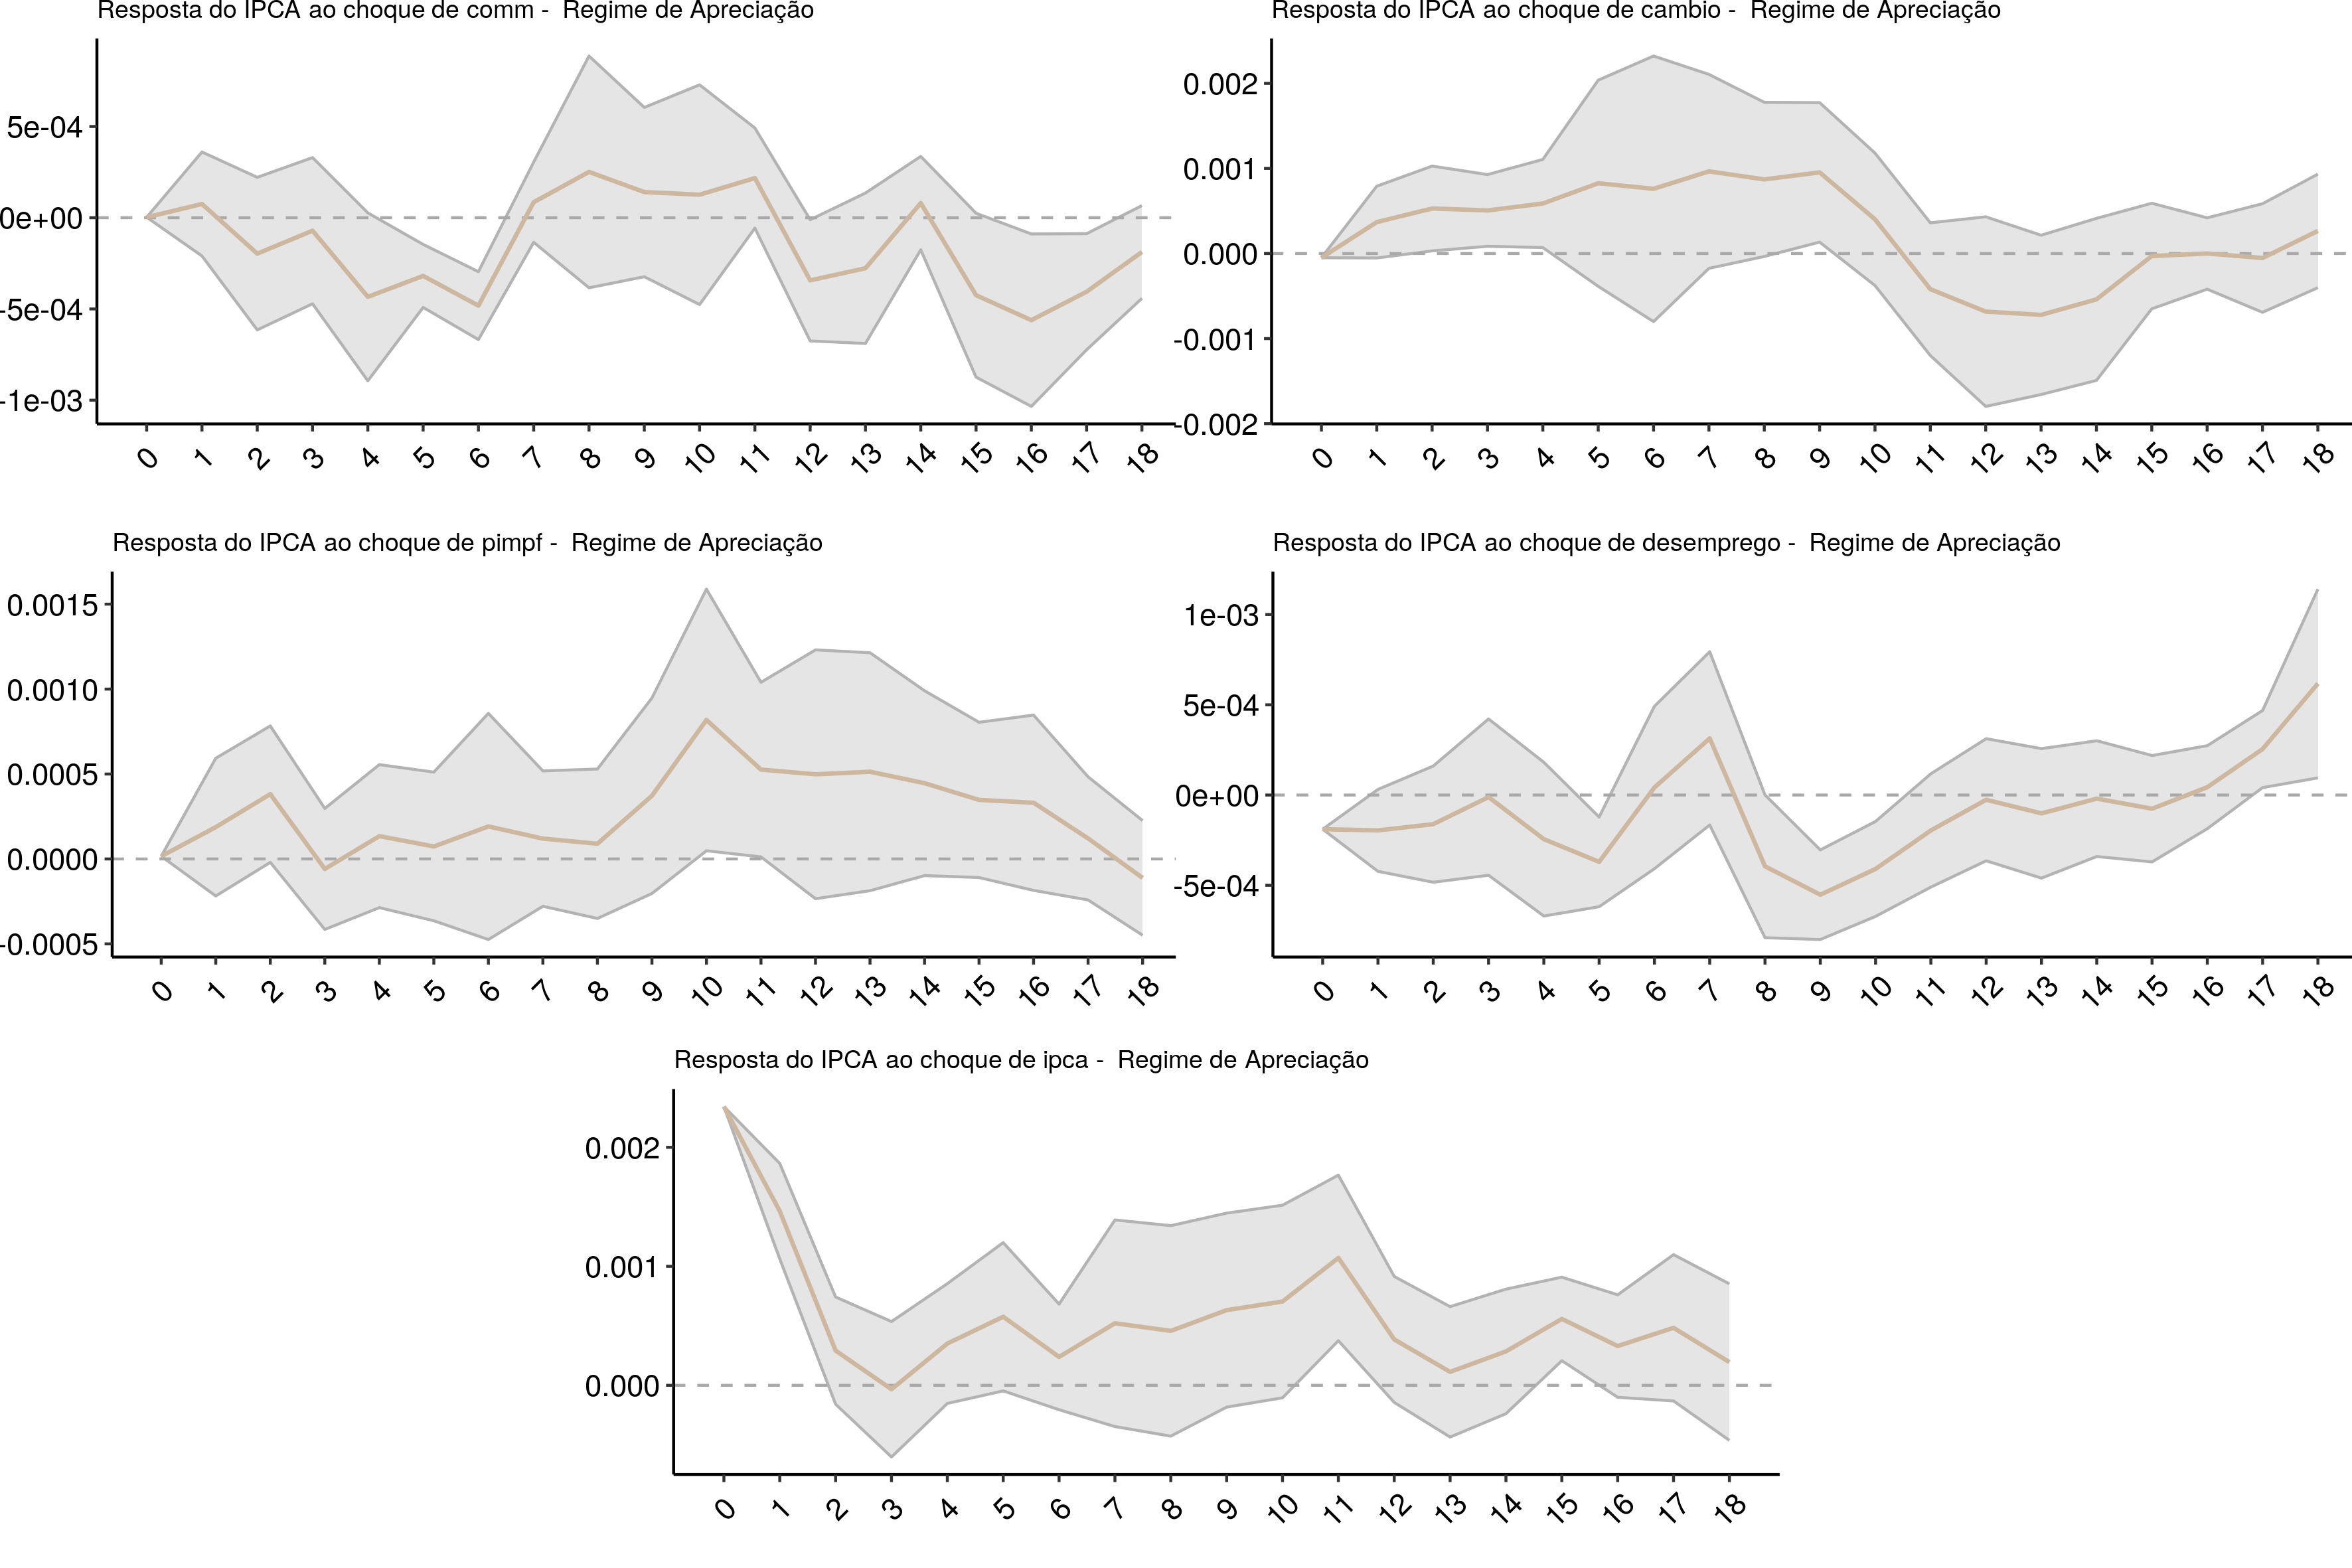 Resposta do IPCA ao choque de comm - Regime de Apreciação
5e-04
0e+00
-5e-04
-1e-03
0 1 2 3 4 5 6 7 8 9 10 11 12 13 14 15 16 17 18
Resposta do IPCA ao choque de cambio - Regime de Apreciação
0.002
0.001
0.000
-0.001
-0.002
0 1 2 3 4 5 6 7 8 9 10 11 12 13 14 15 16 17 18
Resposta do IPCA ao choque de pimpf - Regime de Apreciação
0.0015
0.0010
0.0005
0.0000
-0.0005
0 1 2 3 4 5 6 7 8 9 10 11 12 13 14 15 16 17 18
Resposta do IPCA ao choque de desemprego - Regime de Apreciação
1e-03
5e-04
0e+00
-5e-04
0 1 2 3 4 5 6 7 8 9 10 11 12 13 14 15 16 17 18
Resposta do IPCA ao choque de ipca - Regime de Apreciação
0.002
0.001
0.000
0 1 2 3 4 5 6 7 8 9 10 11 12 13 14 15 16 17 18